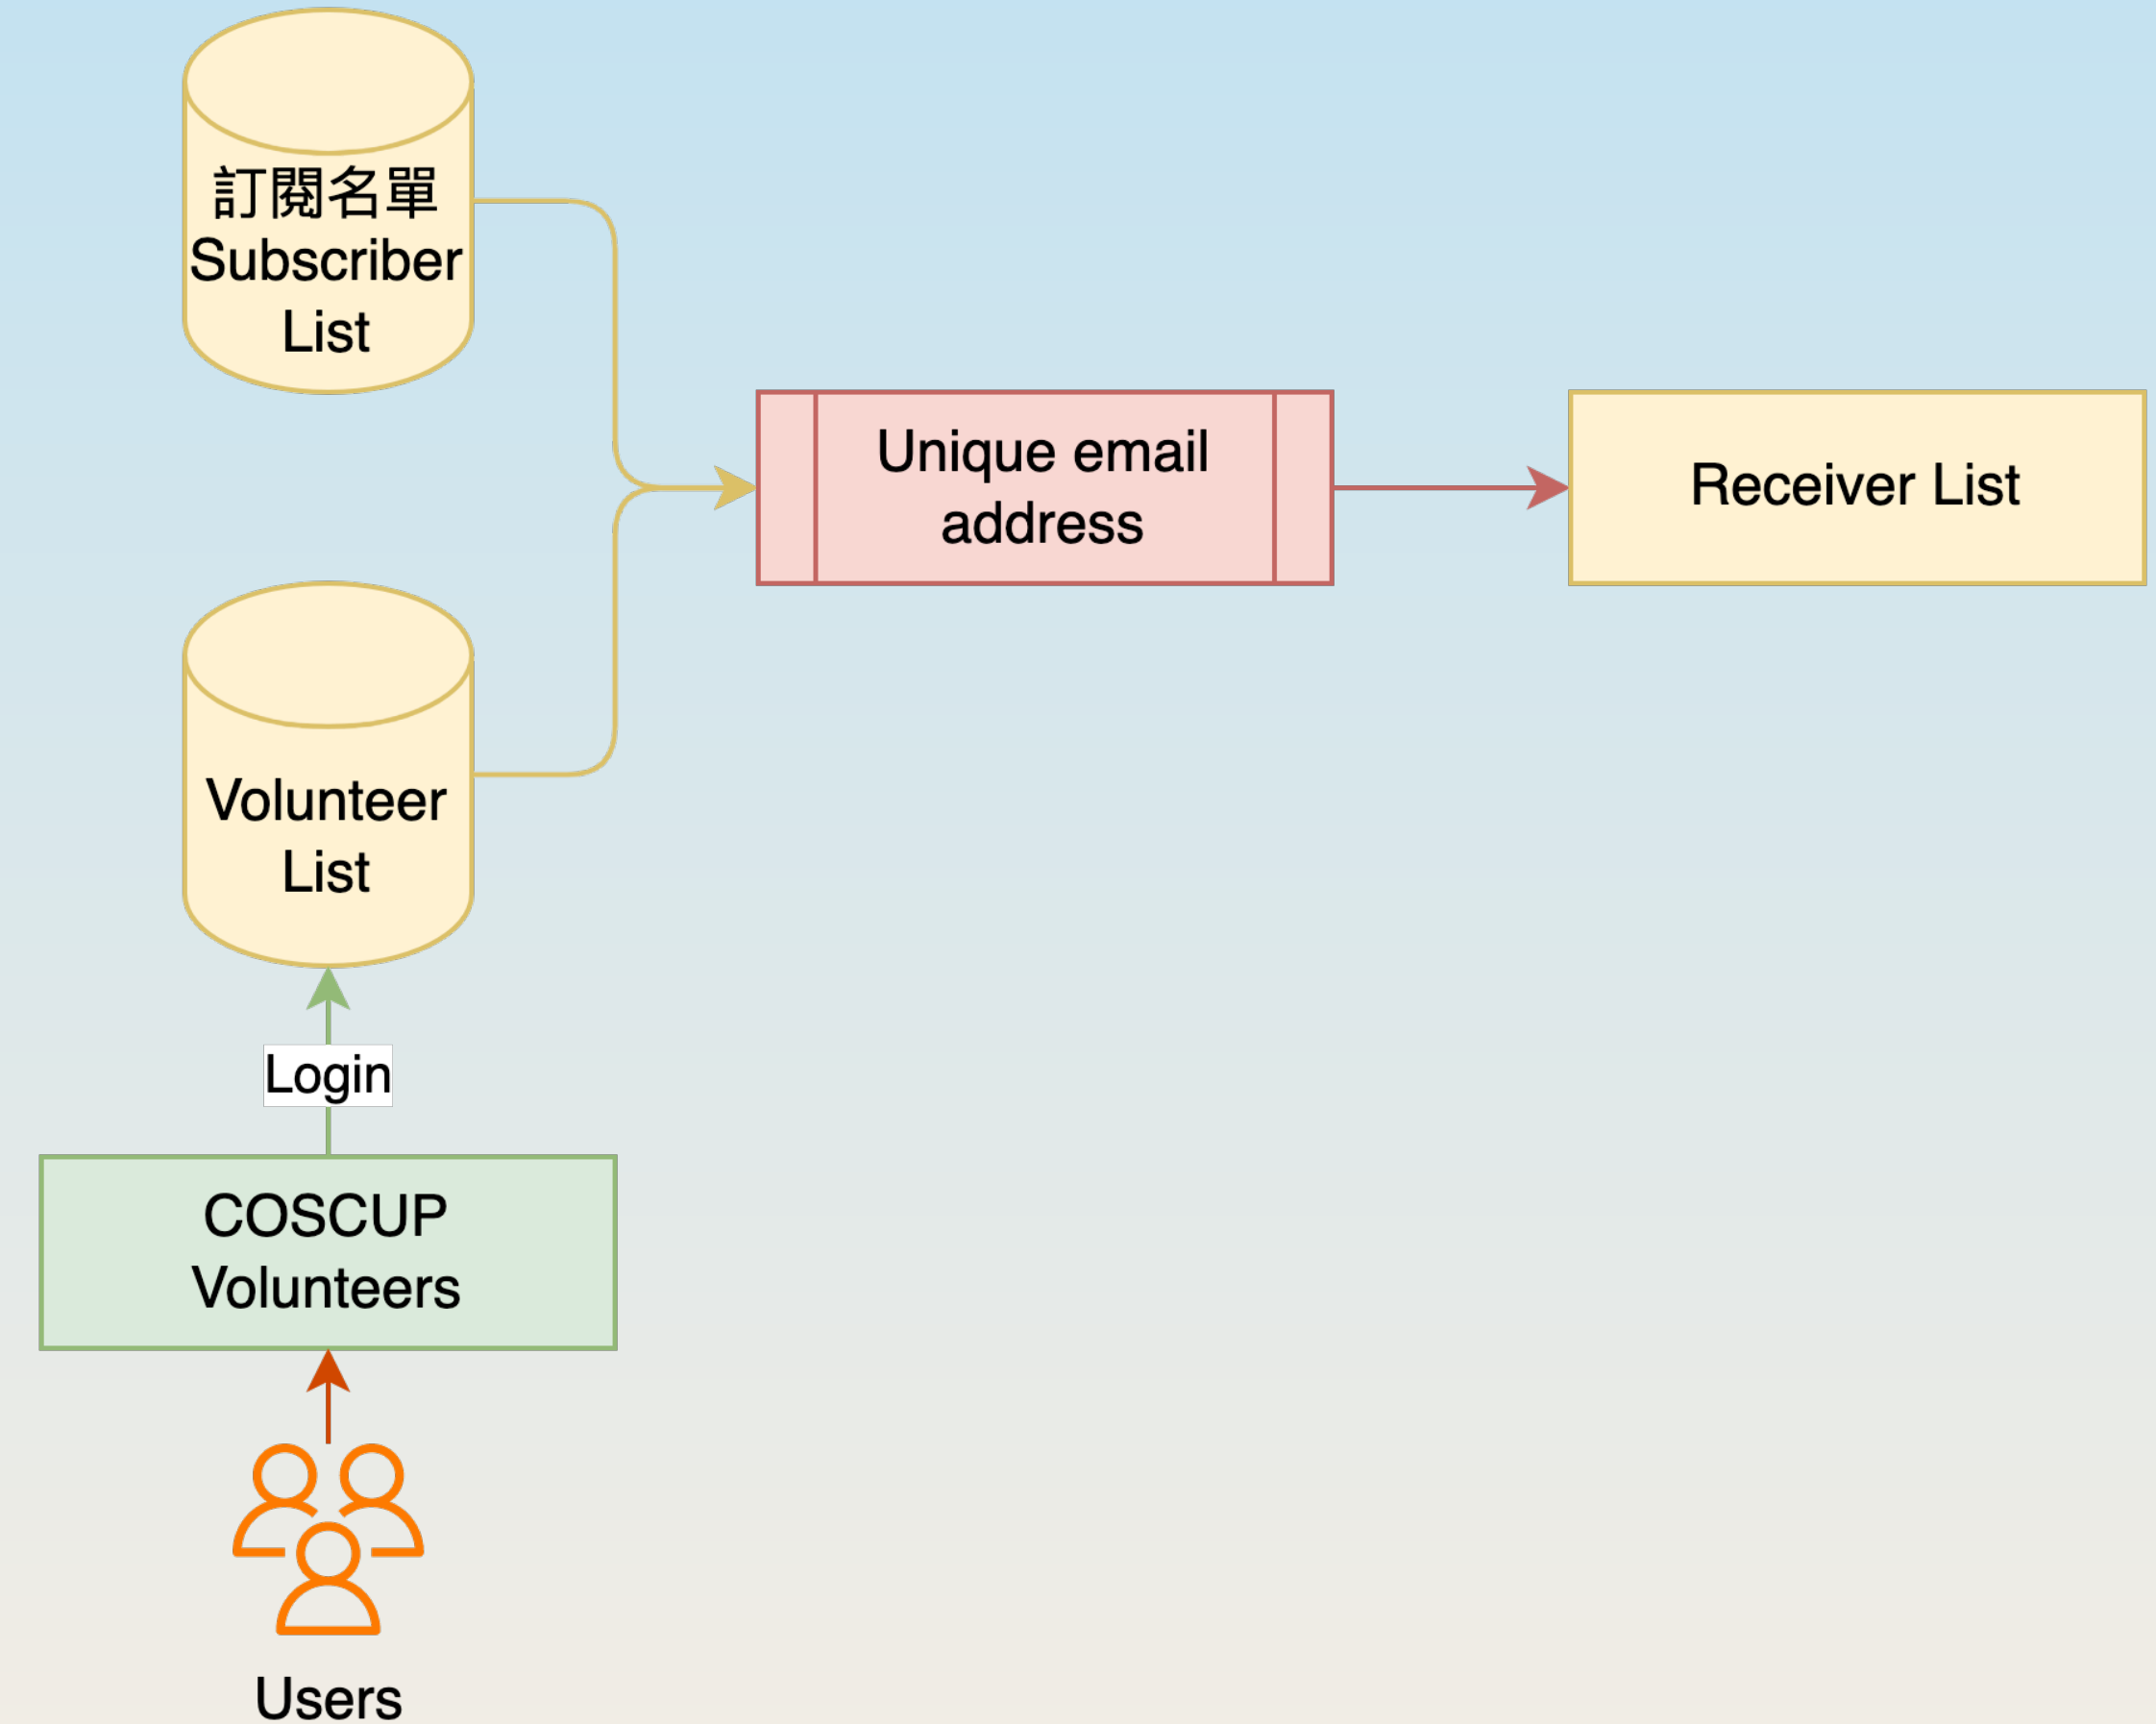 訂閱名單
Subscriber
List
Unique email
address
Receiver List
Volunteer
List
Login
COSCUP
Volunteers
Users